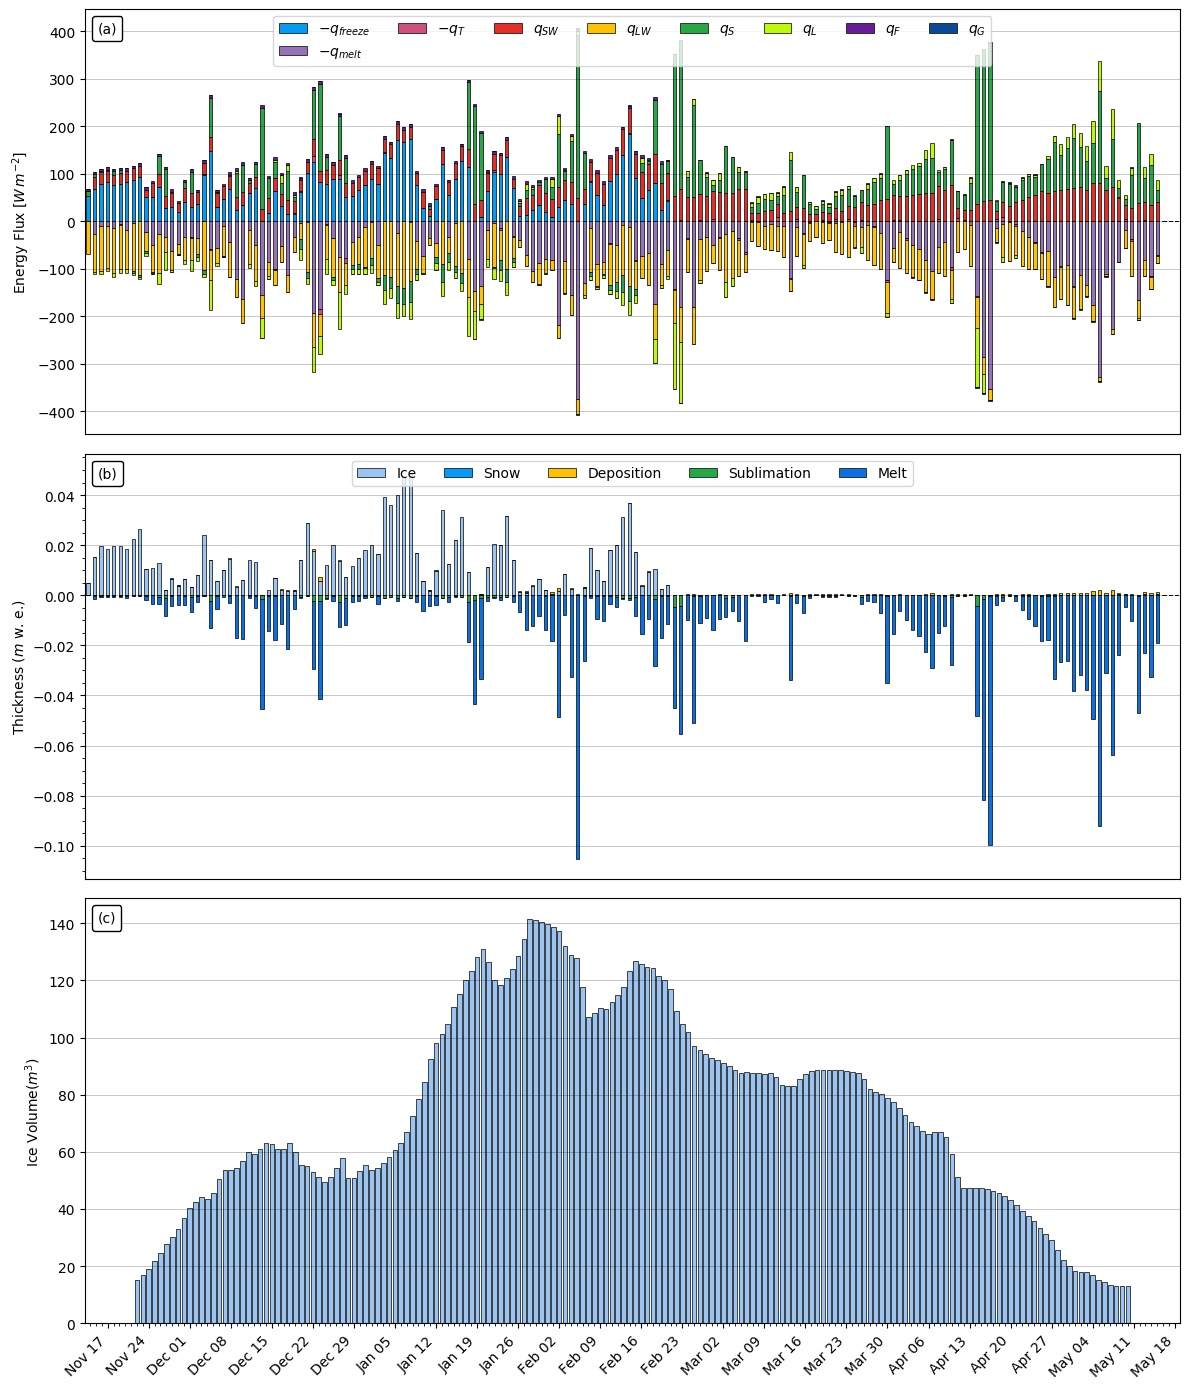 (a)
−q_freeze −q_T q_SW q_LW q_S q_L q_F q_G
−q_melt
400
300
200
100
0
−100
−200
−300
−400
Energy Flux [W m⁻²]
(b)
Ice Snow Deposition Sublimation Melt
0.04
0.02
0.00
−0.02
−0.04
−0.06
−0.08
−0.10
Thickness (m w. e.)
(c)
140
120
100
80
60
40
20
0
Ice Volume(m³)
Nov 17 Nov 24 Dec 01 Dec 08 Dec 15 Dec 22 Dec 29 Jan 05 Jan 12 Jan 19 Jan 26 Feb 02 Feb 09 Feb 16 Feb 23 Mar 02 Mar 09 Mar 16 Mar 23 Mar 30 Apr 06 Apr 13 Apr 20 Apr 27 May 04 May 11 May 18